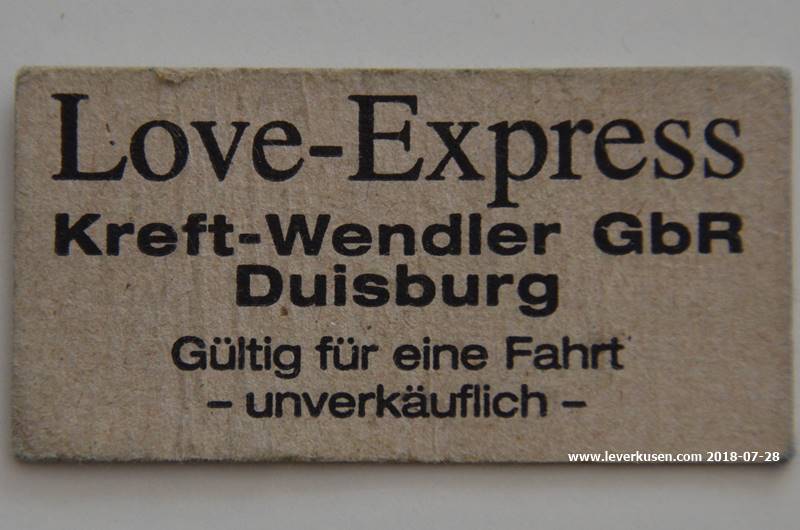 Love-Express
Kreft-Wendler GbR
Duisburg
Gültig für eine Fahrt
– unverkäuflich –
www.leverkusen.com 2018-07-28